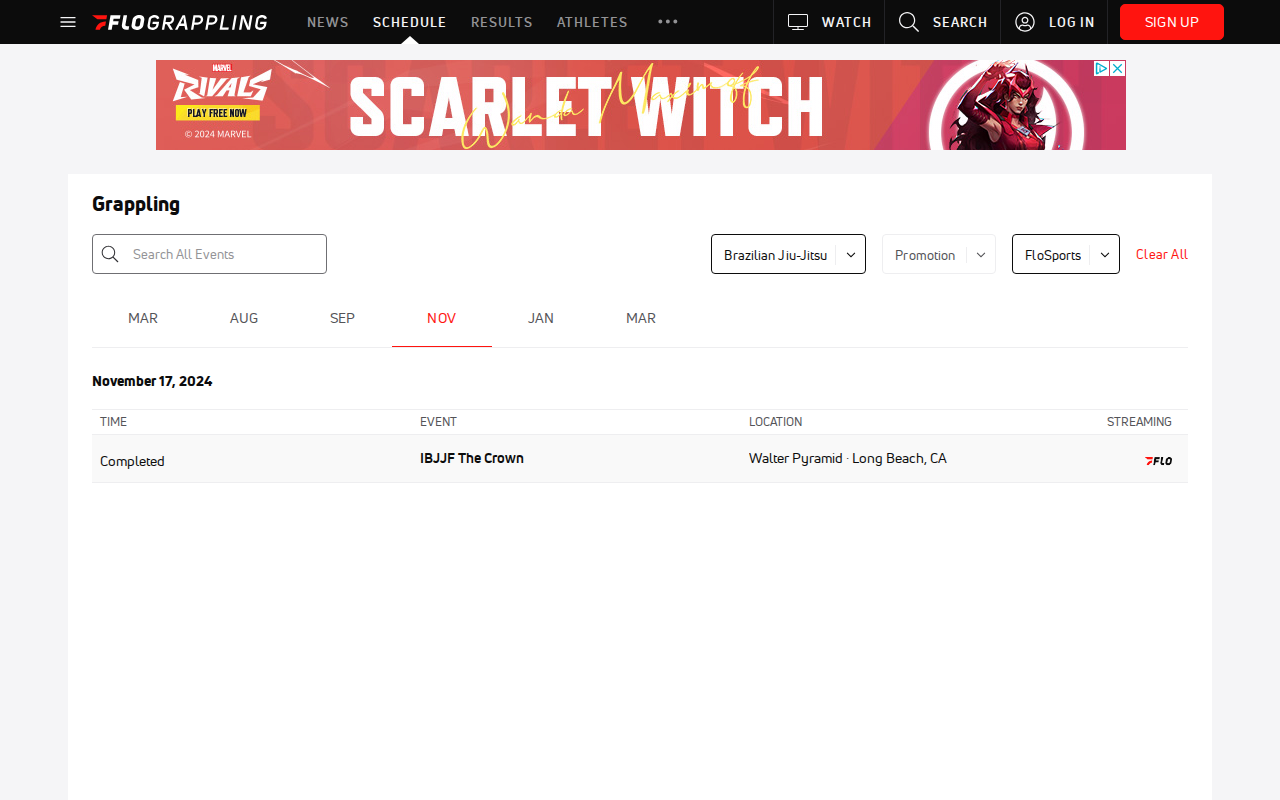 FLOGRAPPLING
NEWS
SCHEDULE
RESULTS
ATHLETES
WATCH
SEARCH
LOG IN
SIGN UP
MARVEL
RIVALS
PLAY FREE NOW
© 2024 MARVEL
SCARLET WITCH
Wanda Maximoff
Grappling
Search All Events
Brazilian Jiu-Jitsu
Promotion
FloSports
Clear All
MAR
AUG
SEP
NOV
JAN
MAR
November 17, 2024
TIME
EVENT
LOCATION
STREAMING
Completed
IBJJF The Crown
Walter Pyramid · Long Beach, CA
FLO